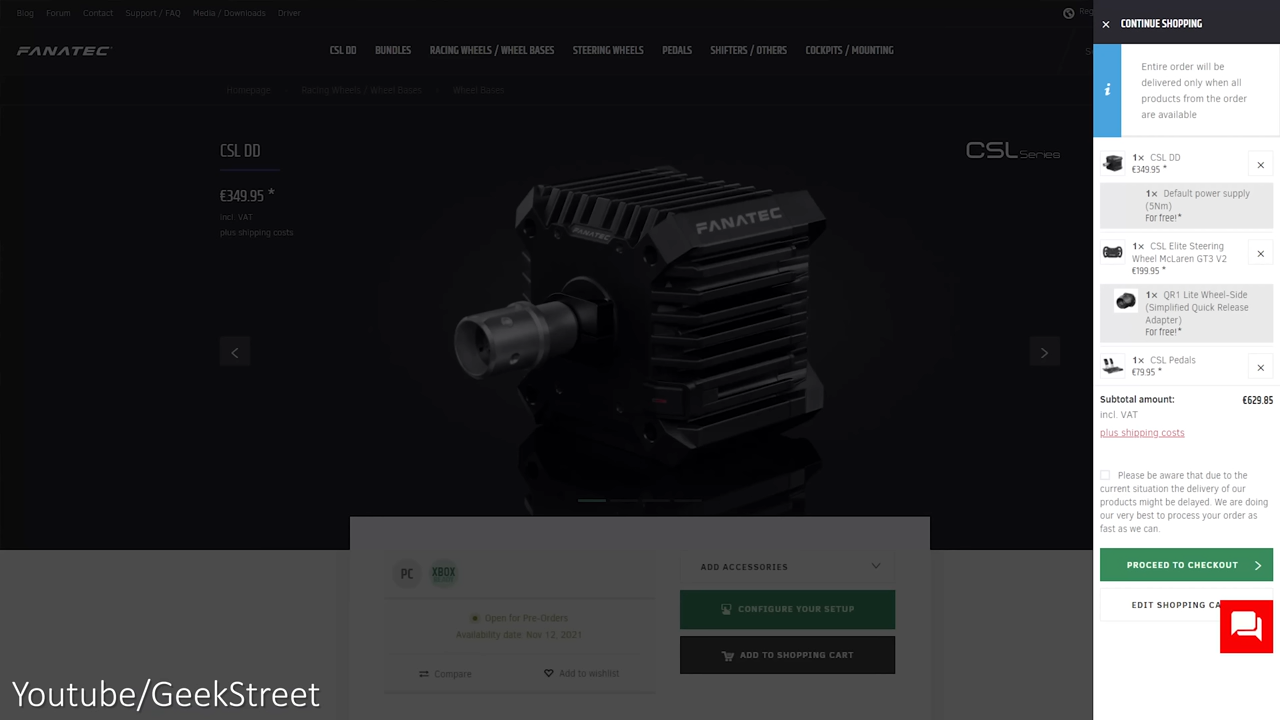 Blog Forum Contact Support / FAQ Media / Downloads Driver
FANATEC
CSL DD BUNDLES RACING WHEELS / WHEEL BASES STEERING WHEELS PEDALS SHIFTERS / OTHERS COCKPITS / MOUNTING
Homepage Racing Wheels / Wheel Bases Wheel Bases
CSL DD
€349.95 *
Incl. VAT
plus shipping costs
CSL Series
FANATEC
FANATEC
PC XBOX
Open for Pre-Orders
Availability date: Nov 12, 2021
Compare Add to wishlist
ADD ACCESSORIES
CONFIGURE YOUR SETUP
ADD TO SHOPPING CART
Youtube/GeekStreet
× CONTINUE SHOPPING
i
Entire order will be
delivered only when all
products from the order
are available
1× CSL DD
€349.95 *
1× Default power supply
(5Nm)
For free!*
1× CSL Elite Steering
Wheel McLaren GT3 V2
€199.95 *
1× QR1 Lite Wheel-Side
(Simplified Quick Release
Adapter)
For free!*
1× CSL Pedals
€79.95 *
Subtotal amount: €629.85
incl. VAT
plus shipping costs
Please be aware that due to the
current situation the delivery of our
products might be delayed. We are doing
our very best to process your order as
fast as we can.
PROCEED TO CHECKOUT
EDIT SHOPPING CA